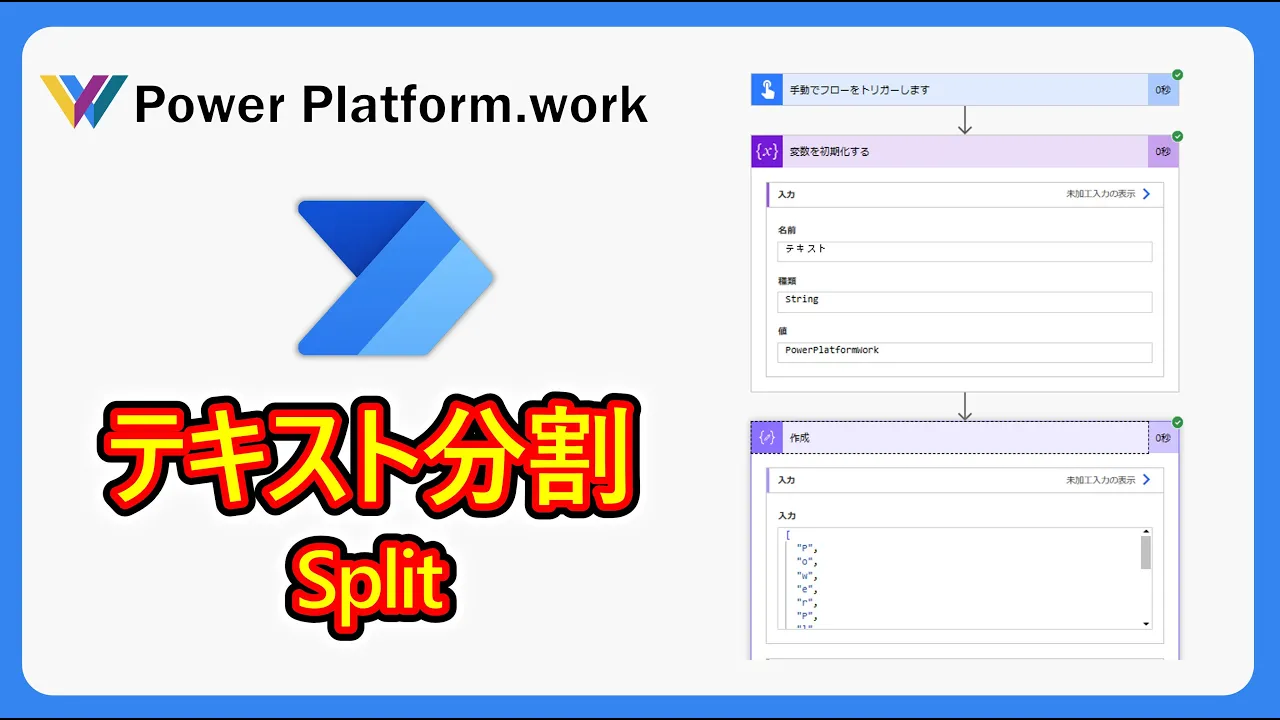 Power Platform.work
テキスト分割
Split
手動でフローをトリガーします
0秒
変数を初期化する
0秒
入力
未加工入力の表示
名前
テキスト
種類
String
値
PowerPlatformWork
作成
0秒
入力
未加工入力の表示
入力
[
"P",
"o",
"w",
"e",
"r",
"P",
"l"